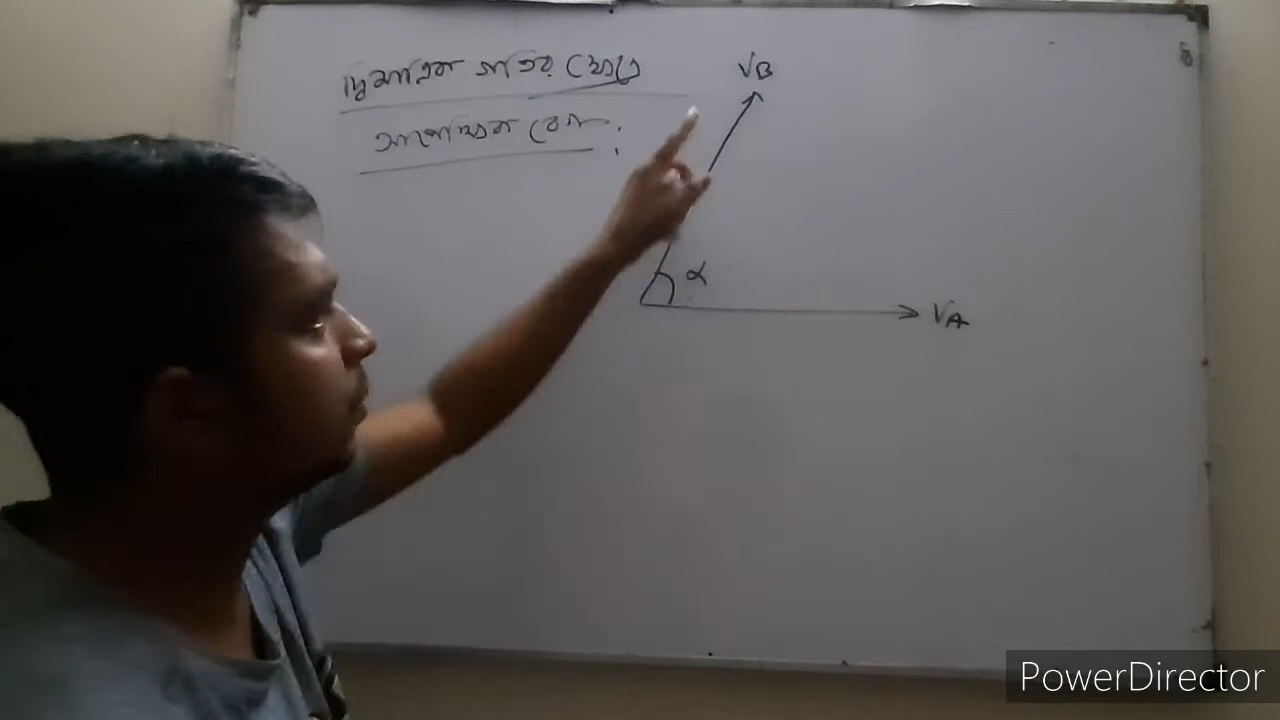 দ্বিমাত্রিক গতির ক্ষেত্রে
আপেক্ষিক বেগ :
VB
α
VA
PowerDirector